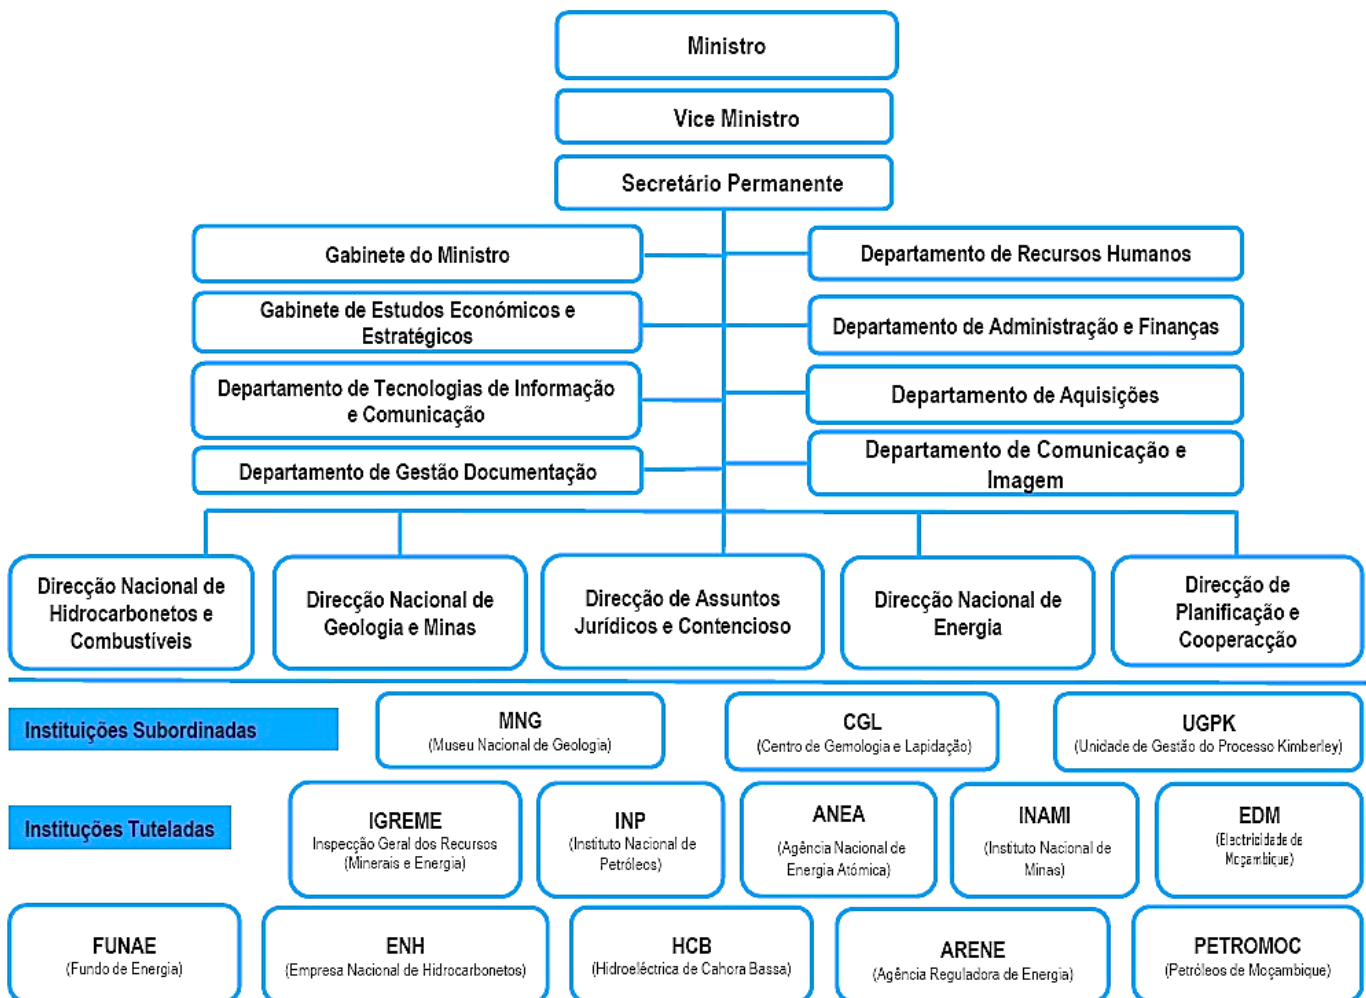 Ministro
Vice Ministro
Secretário Permanente
Gabinete do Ministro
Departamento de Recursos Humanos
Gabinete de Estudos Económicos e
Estratégicos
Departamento de Administração e Finanças
Departamento de Tecnologias de Informação
e Comunicação
Departamento de Aquisições
Departamento de Gestão Documentação
Departamento de Comunicação e
Imagem
Direcção Nacional de
Hidrocarbonetos e
Combustíveis
Direcção Nacional de
Geologia e Minas
Direcção de Assuntos
Jurídicos e Contencioso
Direcção Nacional de
Energia
Direcção de
Planificação e
Cooperacção
Instituições Subordinadas
MNG
(Museu Nacional de Geologia)
CGL
(Centro de Gemologia e Lapidação)
UGPK
(Unidade de Gestão do Processo Kimberley)
Instituções Tuteladas
IGREME
Inspecção Geral dos Recursos
(Minerais e Energia)
INP
(Instituto Nacional de
Petróleos)
ANEA
(Agência Nacional de
Energia Atómica)
INAMI
(Instituto Nacional de
Minas)
EDM
(Electricidade de
Moçambique)
FUNAE
(Fundo de Energia)
ENH
(Empresa Nacional de Hidrocarbonetos)
HCB
(Hidroeléctrica de Cahora Bassa)
ARENE
(Agência Reguladora de Energia)
PETROMOC
(Petróleos de Moçambique)